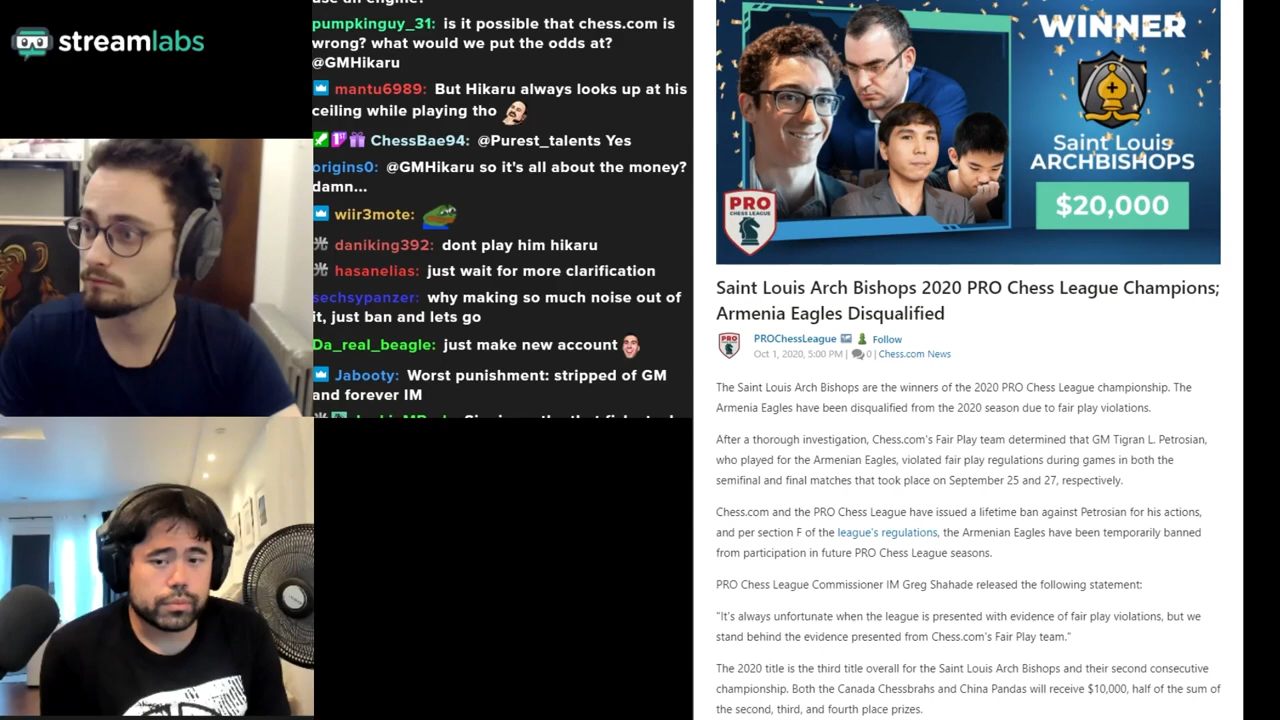 streamlabs
use an engine?
pumpkinguy_31: is it possible that chess.com is
wrong? what would we put the odds at?
@GMHikaru
mantu6989: But Hikaru always looks up at his
ceiling while playing tho
ChessBae94: @Purest_talents Yes
origins0: @GMHikaru so it's all about the money?
damn...
wiir3mote:
daniking392: dont play him hikaru
hasanelias: just wait for more clarification
sechsypanzer: why making so much noise out of
it, just ban and lets go
Da_real_beagle: just make new account
Jabooty: Worst punishment: stripped of GM
and forever IM
WINNER
Saint Louis
ARCHBISHOPS
$20,000
PRO
CHESS LEAGUE
Saint Louis Arch Bishops 2020 PRO Chess League Champions;
Armenia Eagles Disqualified
PRO
PROChessLeague Follow
Oct 1, 2020, 5:00 PM | 0 | Chess.com News
The Saint Louis Arch Bishops are the winners of the 2020 PRO Chess League championship. The
Armenia Eagles have been disqualified from the 2020 season due to fair play violations.
After a thorough investigation, Chess.com's Fair Play team determined that GM Tigran L. Petrosian,
who played for the Armenian Eagles, violated fair play regulations during games in both the
semifinal and final matches that took place on September 25 and 27, respectively.
Chess.com and the PRO Chess League have issued a lifetime ban against Petrosian for his actions,
and per section F of the league's regulations, the Armenian Eagles have been temporarily banned
from participation in future PRO Chess League seasons.
PRO Chess League Commissioner IM Greg Shahade released the following statement:
"It's always unfortunate when the league is presented with evidence of fair play violations, but we
stand behind the evidence presented from Chess.com's Fair Play team."
The 2020 title is the third title overall for the Saint Louis Arch Bishops and their second consecutive
championship. Both the Canada Chessbrahs and China Pandas will receive $10,000, half of the sum of
the second, third, and fourth place prizes.